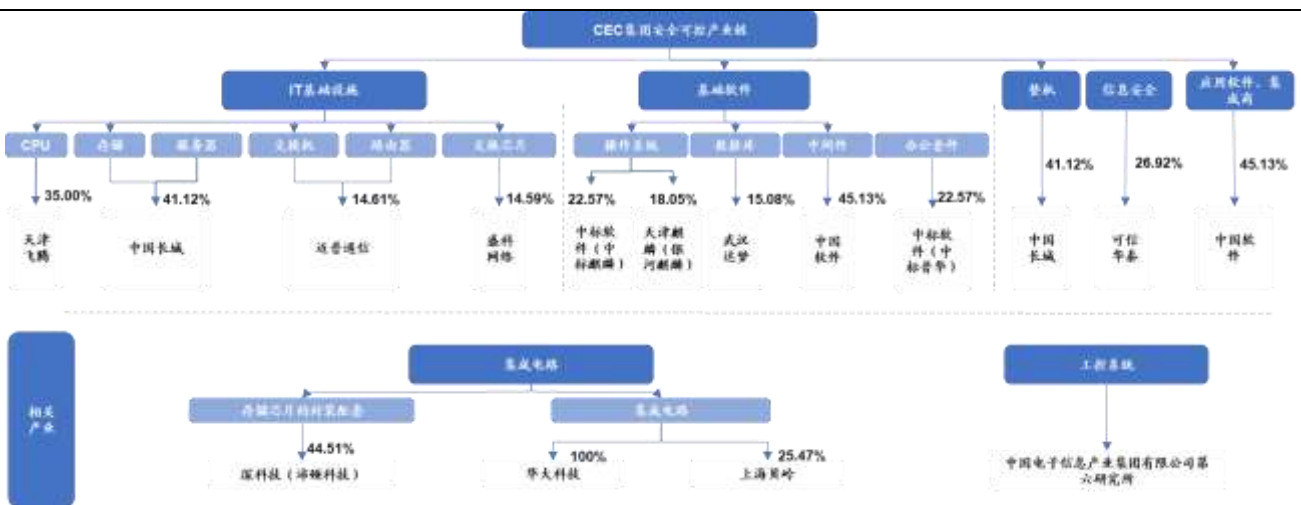 CEC集团安全可控产业链
IT基础设施
基础软件
整机
信息安全
应用软件、集
成商
CPU
存储
服务器
交换机
路由器
交换芯片
操作系统
数据库
中间件
办公套件
35.00%
41.12%
14.61%
14.59%
22.57%
18.05%
15.08%
45.13%
22.57%
41.12%
26.92%
45.13%
天津
飞腾
中国长城
迈普通信
盛科
网络
中标软
件（中
标麒麟）
天津麒
麟（银
河麒麟）
武汉
达梦
中国
软件
中标软
件（中
标普华）
中国
长城
可信
华泰
中国软
件
相关
产业
集成电路
工控系统
存储芯片的封装配套
集成电路
44.51%
100%
25.47%
深科技（沛顿科技）
华大科技
上海贝岭
中国电子信息产业集团有限公司第
六研究所